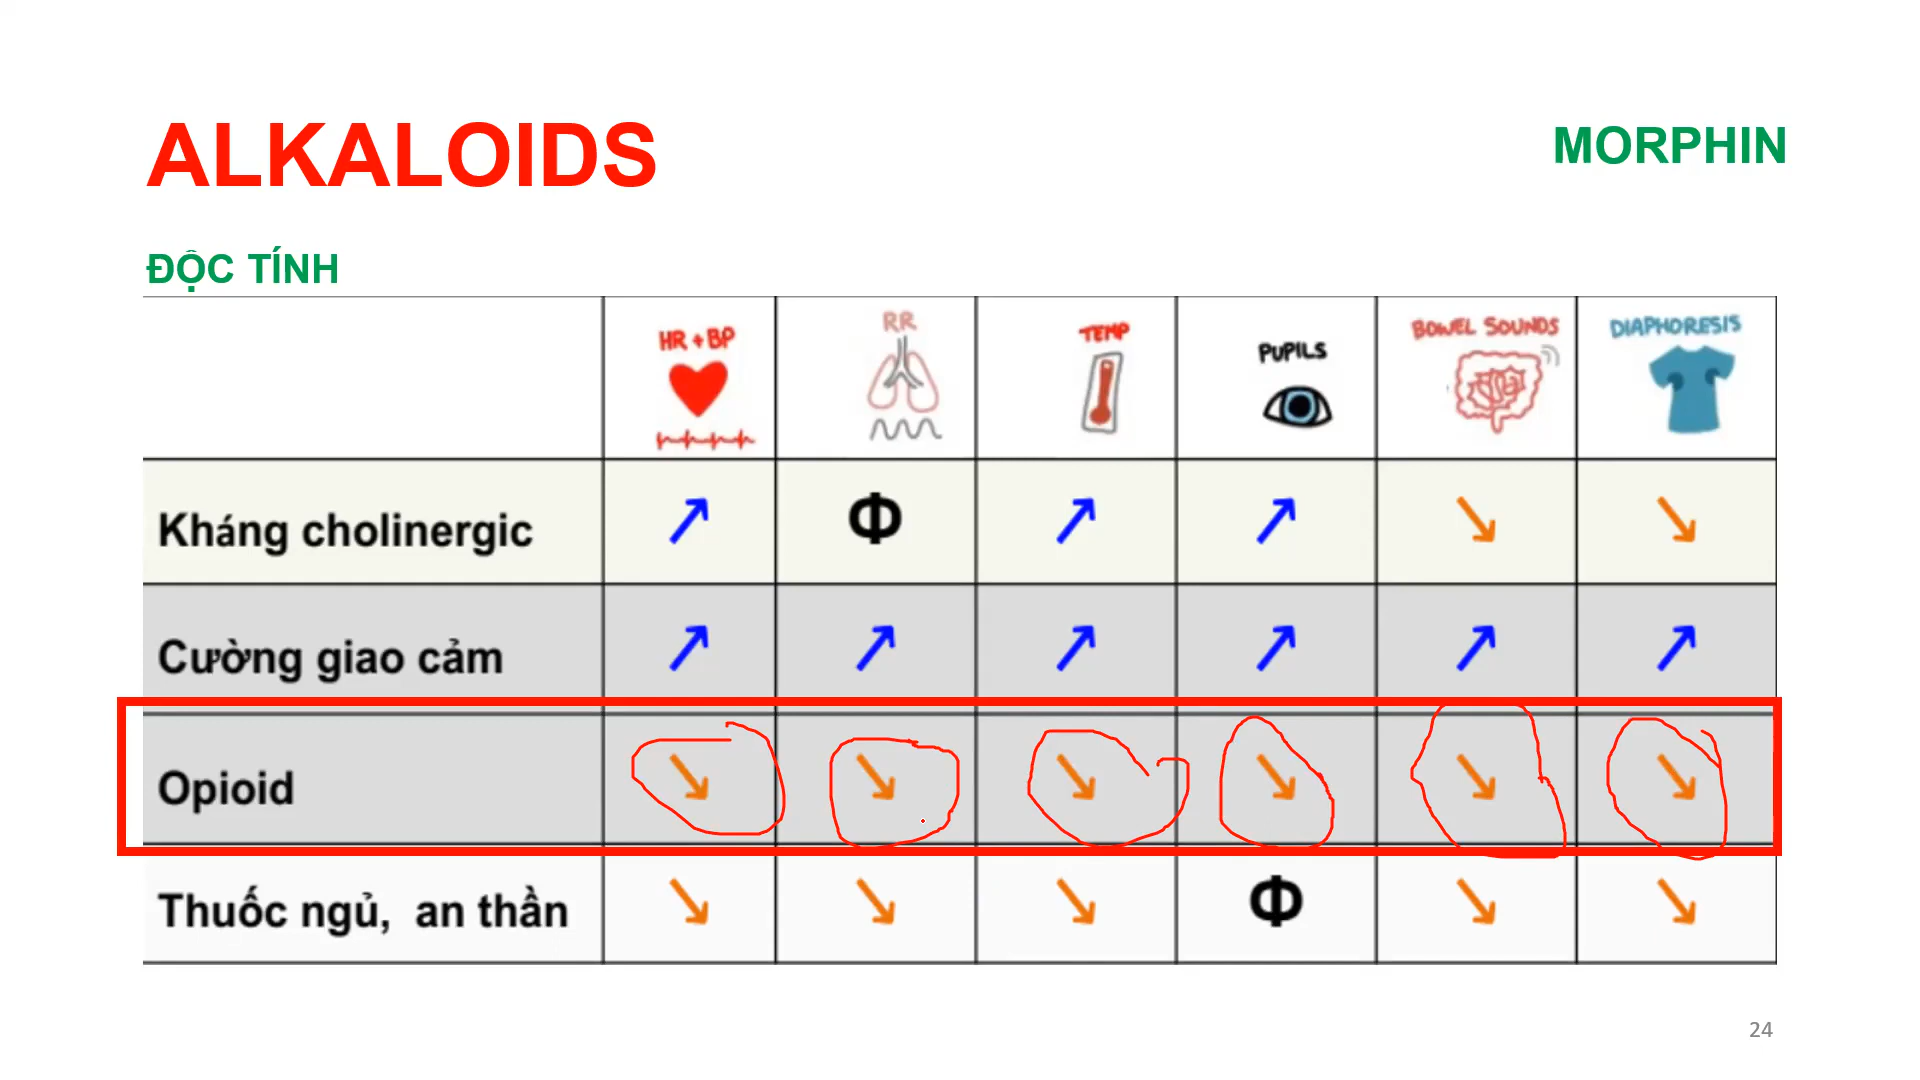 ALKALOIDS
MORPHIN
ĐỘC TÍNH
HR + BP
RR
TEMP
PUPILS
BOWEL SOUNDS
DIAPHORESIS
Kháng cholinergic
Φ
Cường giao cảm
Opioid
Thuốc ngủ, an thần
Φ
24